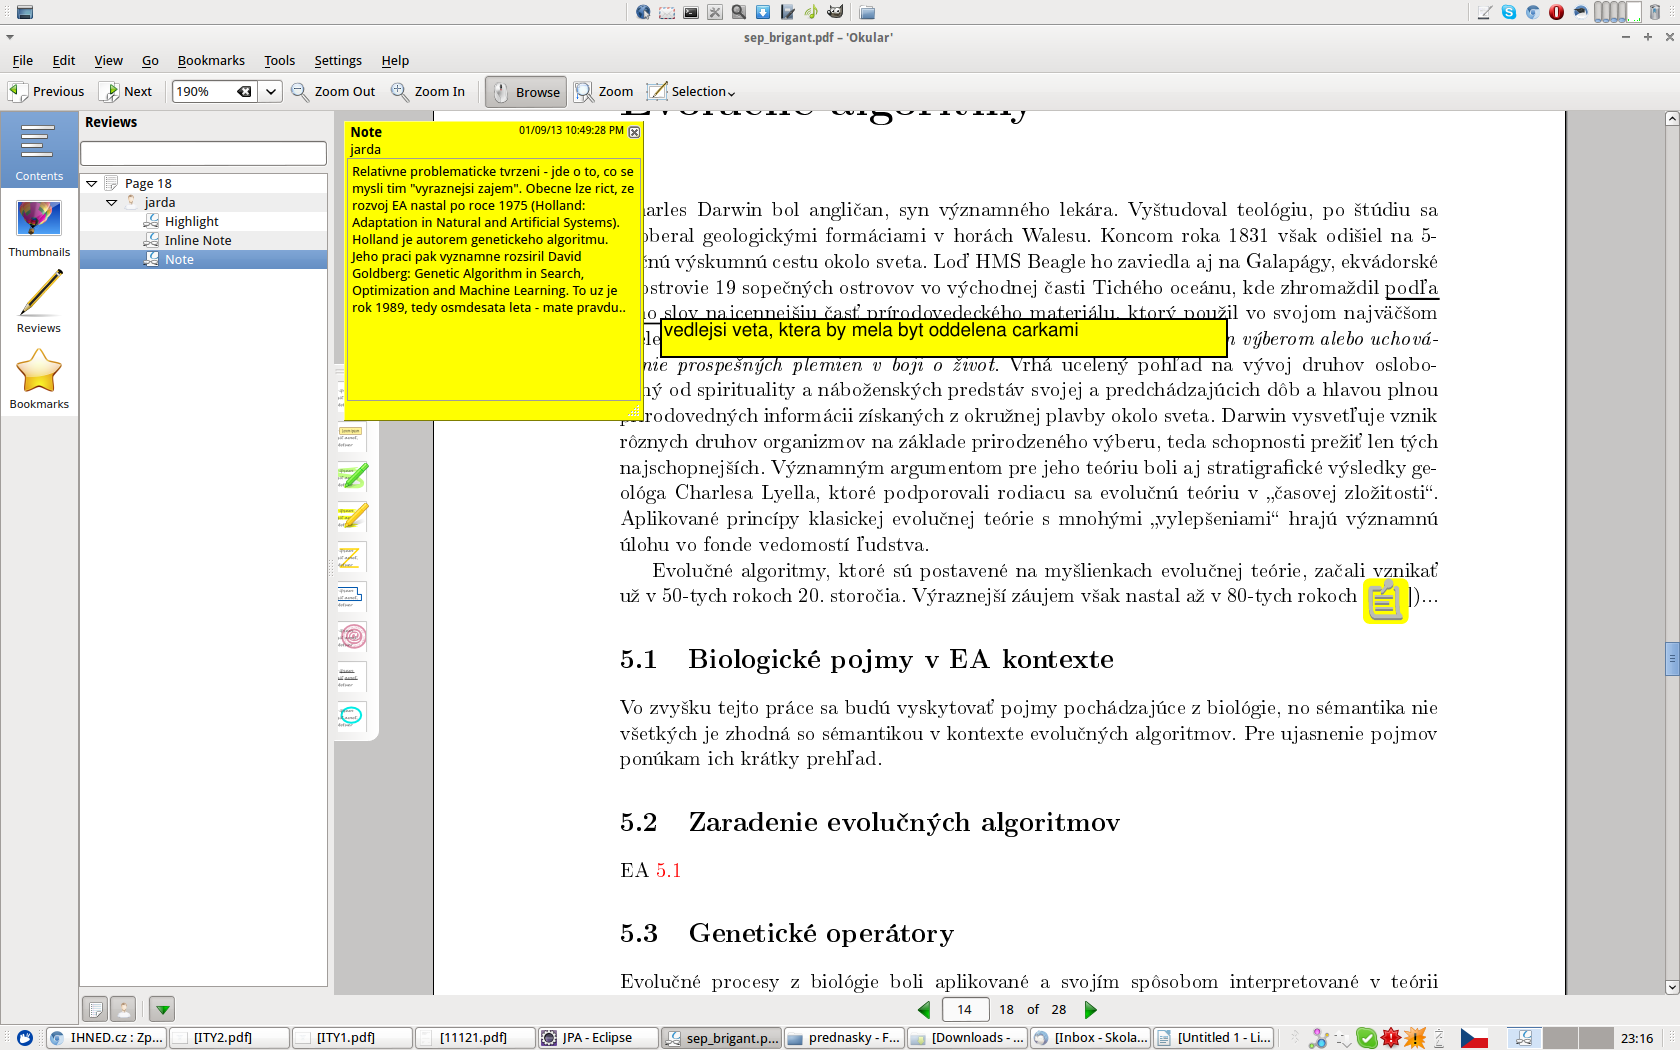 sep_brigant.pdf – 'Okular'
File Edit View Go Bookmarks Tools Settings Help
Previous Next 190% Zoom Out Zoom In Browse Zoom Selection
Contents
Thumbnails
Reviews
Bookmarks
Reviews
Page 18
jarda
Highlight
Inline Note
Note
Note 01/09/13 10:49:28 PM
jarda
Relativne problematicke tvrzeni - jde o to, co se
mysli tim "vyraznejsi zajem". Obecne lze rict, ze
rozvoj EA nastal po roce 1975 (Holland:
Adaptation in Natural and Artificial Systems).
Holland je autorem genetickeho algoritmu.
Jeho praci pak vyznamne rozsiril David
Goldberg: Genetic Algorithm in Search,
Optimization and Machine Learning. To uz je
rok 1989, tedy osmdesata leta - mate pravdu..
Evolučné algoritmy
arles Darwin bol angličan, syn významného lekára. Vyštudoval teológiu, po štúdiu sa
oberal geologickými formáciami v horách Walesu. Koncom roka 1831 však odišiel na 5-
žnú výskumnú cestu okolo sveta. Loď HMS Beagle ho zaviedla aj na Galapágy, ekvádorské
ostrovie 19 sopečných ostrovov vo východnej časti Tichého oceánu, kde zhromaždil podľa
ho slov najcennejšiu časť prírodovedeckého materiálu, ktorý použil vo svojom najväčšom
vedlejsi veta, ktera by mela byt oddelena carkami
výberom alebo uchová-
nie prospešných plemien v boji o život. Vrhá ucelený pohľad na vývoj druhov oslobo-
ný od spirituality a náboženských predstáv svojej a predchádzajúcich dôb a hlavou plnou
rodovedných informácii získaných z okružnej plavby okolo sveta. Darwin vysvetľuje vznik
rôznych druhov organizmov na základe prirodzeného výberu, teda schopnosti prežiť len tých
najschopnejších. Významným argumentom pre jeho teóriu boli aj stratigrafické výsledky ge-
ológa Charlesa Lyella, ktoré podporovali rodiacu sa evolučnú teóriu v „časovej zložitosti“.
Aplikované princípy klasickej evolučnej teórie s mnohými „vylepšeniami“ hrajú významnú
úlohu vo fonde vedomostí ľudstva.
Evolučné algoritmy, ktoré sú postavené na myšlienkach evolučnej teórie, začali vznikať
už v 50-tych rokoch 20. storočia. Výraznejší záujem však nastal až v 80-tych rokoch ])...
5.1 Biologické pojmy v EA kontexte
Vo zvyšku tejto práce sa budú vyskytovať pojmy pochádzajúce z biológie, no sémantika nie
všetkých je zhodná so sémantikou v kontexte evolučných algoritmov. Pre ujasnenie pojmov
ponúkam ich krátky prehľad.
5.2 Zaradenie evolučných algoritmov
EA 5.1
5.3 Genetické operátory
Evolučné procesy z biológie boli aplikované a svojím spôsobom interpretované v teórii
14 18 of 28
IHNED.cz : Zp... [ITY2.pdf] [ITY1.pdf] [11121.pdf] JPA - Eclipse sep_brigant.p... prednasky - F... [Downloads - ... [Inbox - Skola... [Untitled 1 - Li... 23:16